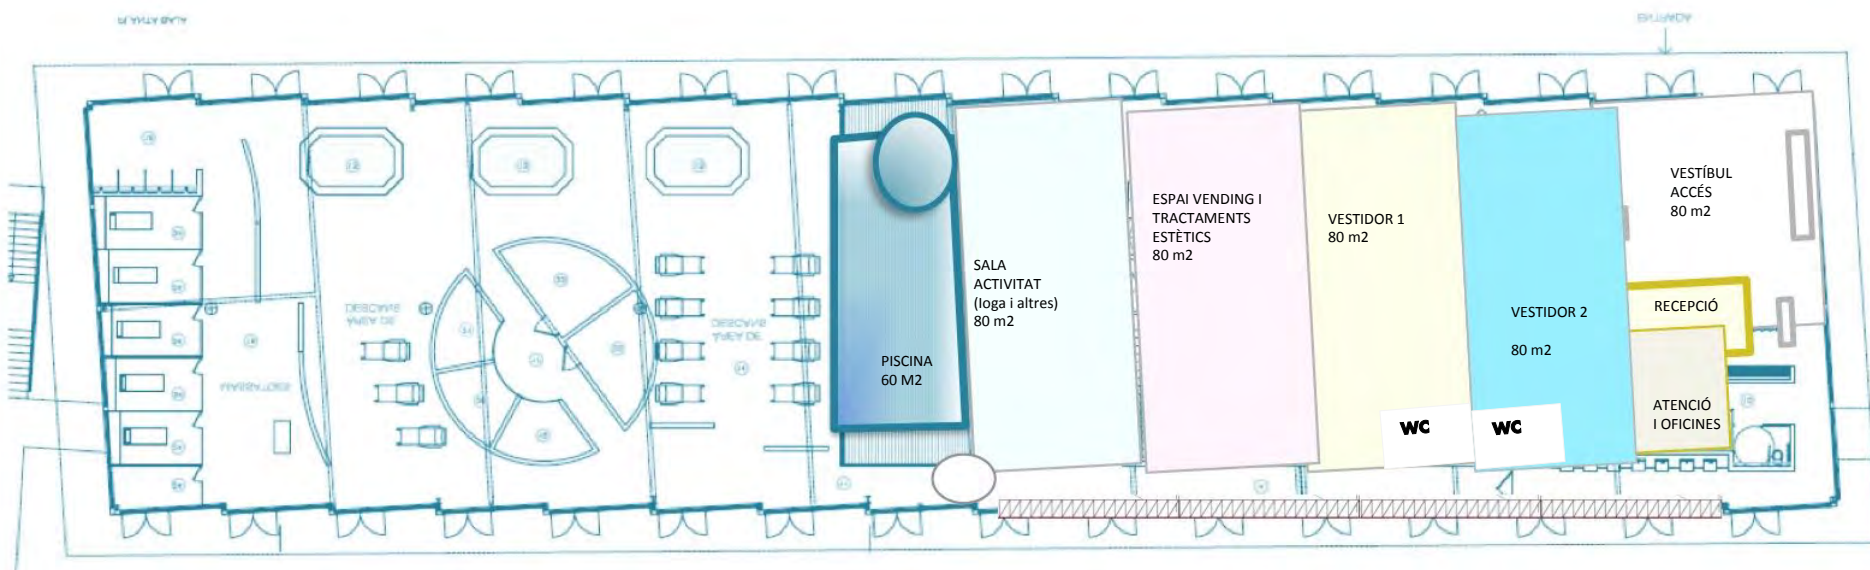 PISCINA
60 M2
SALA
ACTIVITAT
(Ioga i altres)
80 m2
ESPAI VENDING I
TRACTAMENTS
ESTÈTICS
80 m2
VESTIDOR 1
80 m2
WC
VESTIDOR 2
80 m2
WC
VESTÍBUL
ACCÉS
80 m2
RECEPCIÓ
ATENCIÓ
I OFICINES